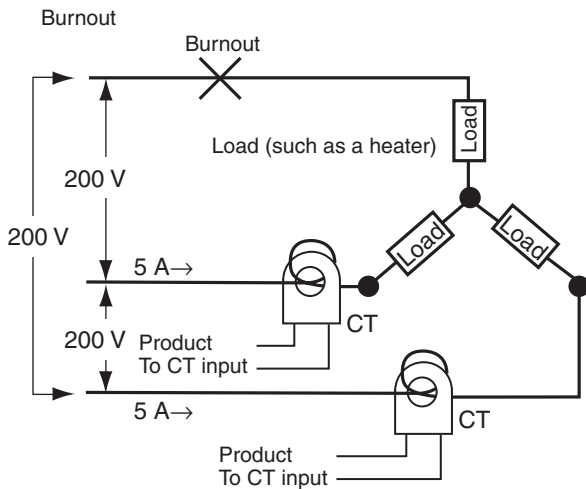 Burnout
Burnout
Load
Load (such as a heater)
200 V
Load
Load
200 V
5 A→
CT
Product
To CT input
200 V
5 A→
CT
Product
To CT input